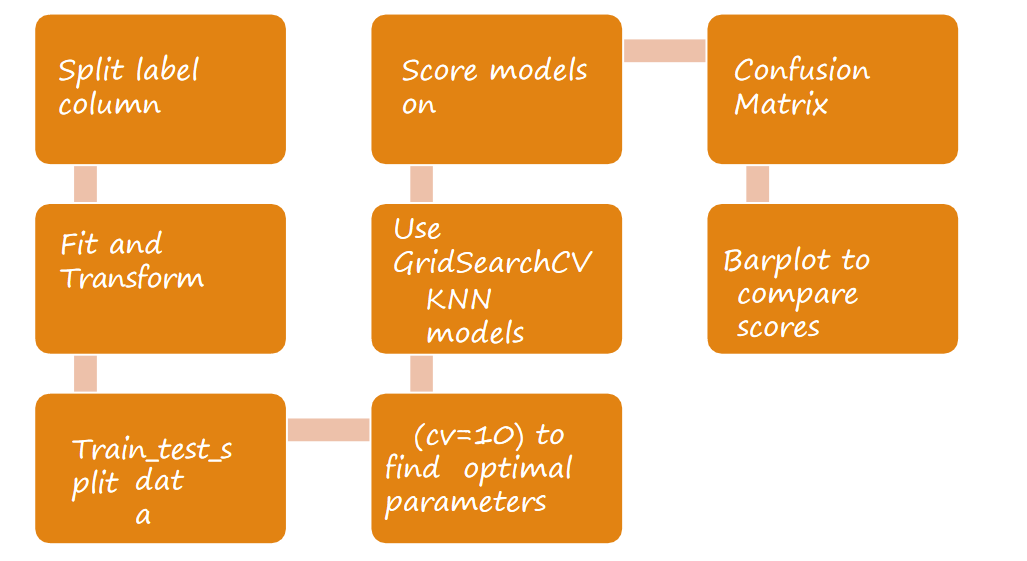 Split label
column
Fit and
Transform
Train_test_s
plit dat
a
(cv=10) to
find optimal
parameters
Use
GridSearchCV
KNN
models
Score models
on
Confusion
Matrix
Barplot to
compare
scores